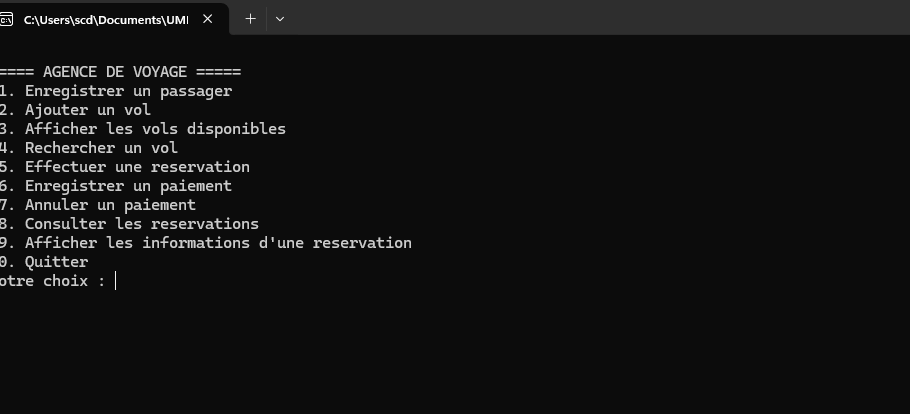 C:\Users\scd\Documents\UMI
==== AGENCE DE VOYAGE =====
1. Enregistrer un passager
2. Ajouter un vol
3. Afficher les vols disponibles
4. Rechercher un vol
5. Effectuer une reservation
6. Enregistrer un paiement
7. Annuler un paiement
8. Consulter les reservations
9. Afficher les informations d'une reservation
0. Quitter
otre choix :